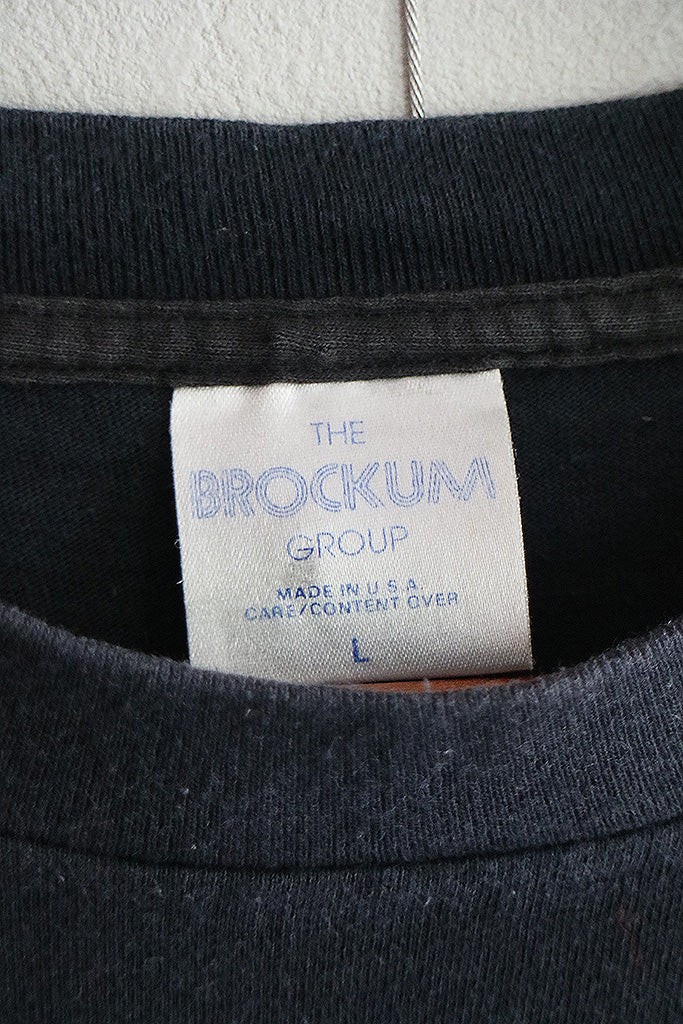 THE
BROCKUM
GROUP
MADE IN U S A.
CARE/CONTENT OVER
L